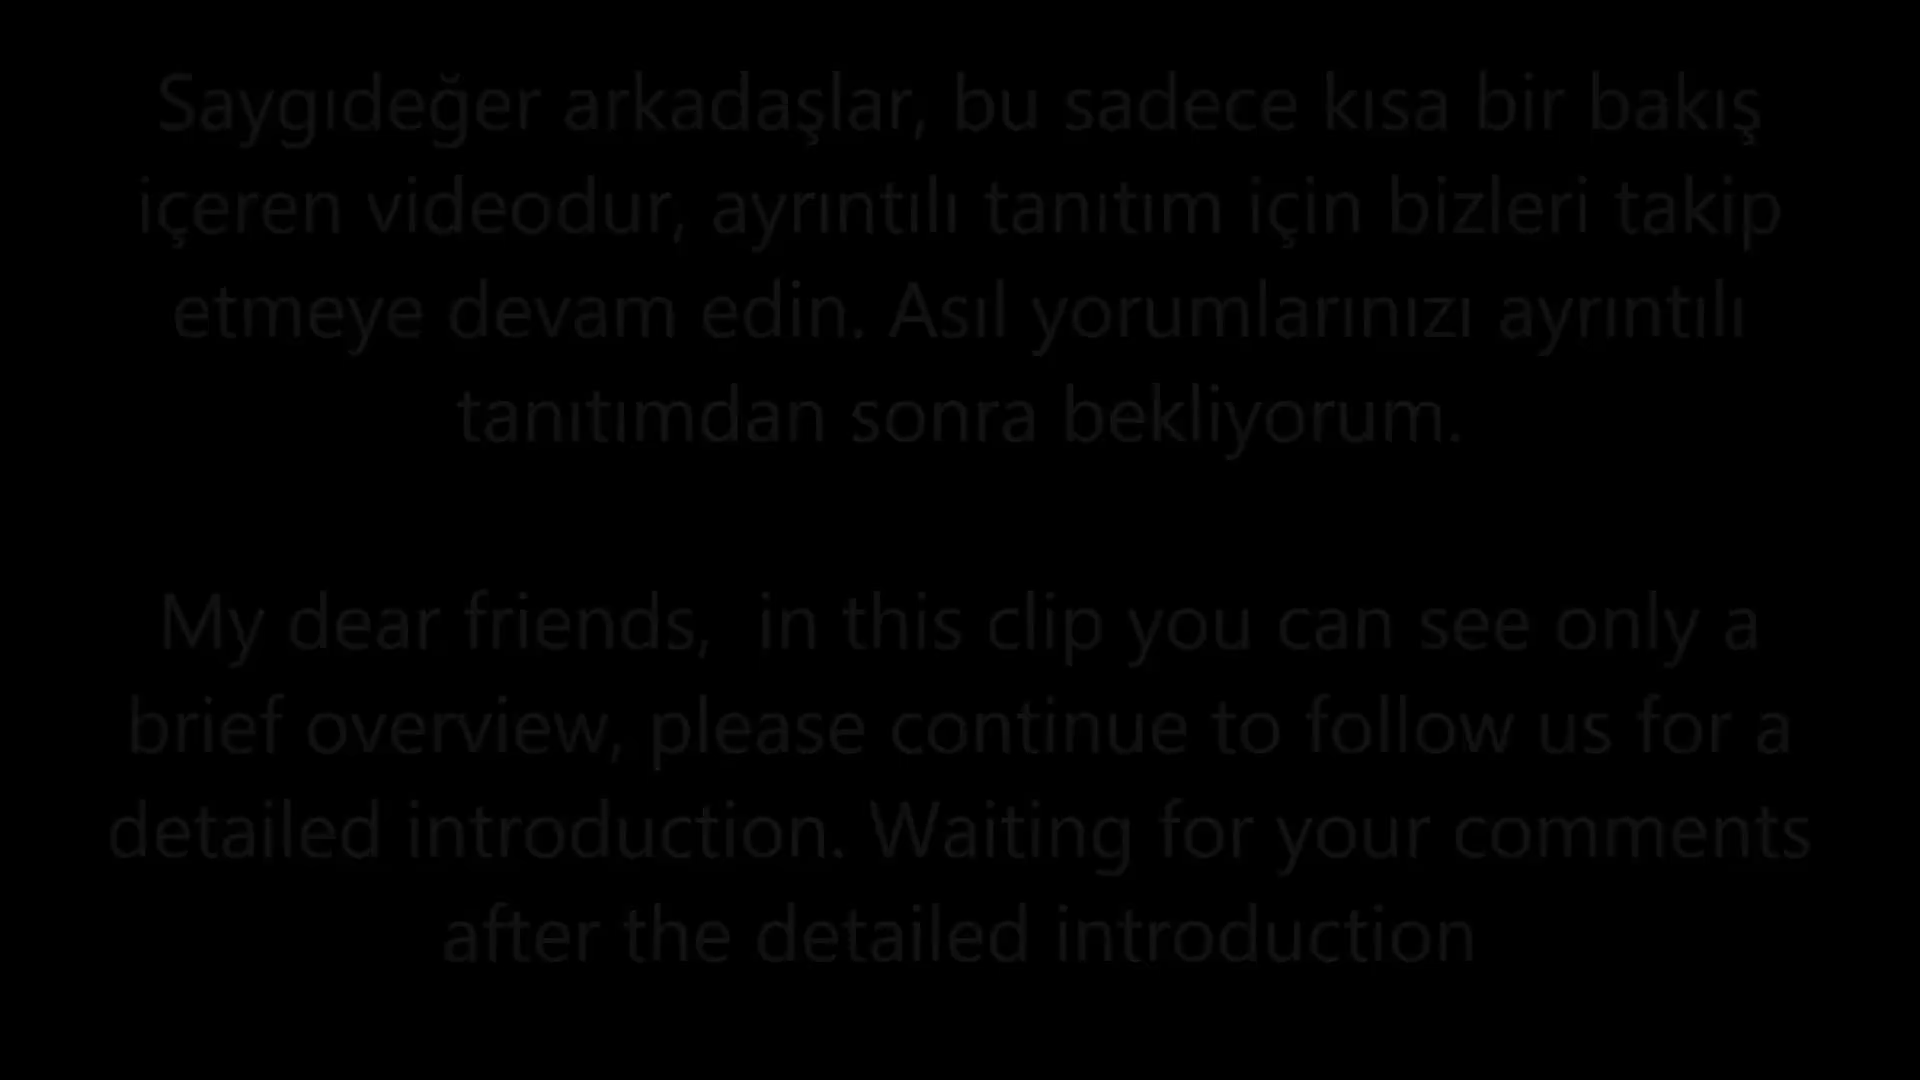 Saygıdeğer arkadaşlar, bu sadece kısa bir bakış
içeren videodur, ayrıntılı tanıtım için bizleri takip
etmeye devam edin. Asıl yorumlarınızı ayrıntılı
tanıtımdan sonra bekliyorum.
My dear friends,  in this clip you can see only a
brief overview, please continue to follow us for a
detailed introduction. Waiting for your comments
after the detailed introduction